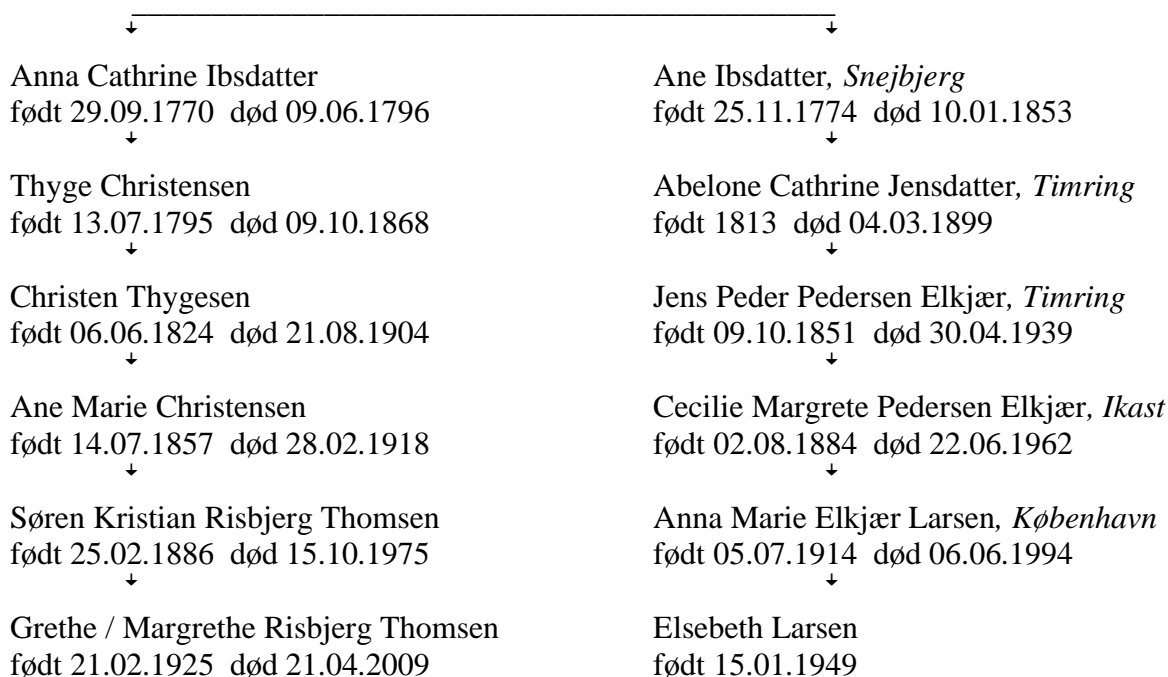 Anna Cathrine Ibsdatter
født 29.09.1770 død 09.06.1796
Thyge Christensen
født 13.07.1795 død 09.10.1868
Christen Thygesen
født 06.06.1824 død 21.08.1904
Ane Marie Christensen
født 14.07.1857 død 28.02.1918
Søren Kristian Risbjerg Thomsen
født 25.02.1886 død 15.10.1975
Grethe / Margrethe Risbjerg Thomsen
født 21.02.1925 død 21.04.2009
Ane Ibsdatter, Snejbjerg
født 25.11.1774 død 10.01.1853
Abelone Cathrine Jensdatter, Timring
født 1813 død 04.03.1899
Jens Peder Pedersen Elkjær, Timring
født 09.10.1851 død 30.04.1939
Cecilie Margrete Pedersen Elkjær, Ikast
født 02.08.1884 død 22.06.1962
Anna Marie Elkjær Larsen, København
født 05.07.1914 død 06.06.1994
Elsebeth Larsen
født 15.01.1949